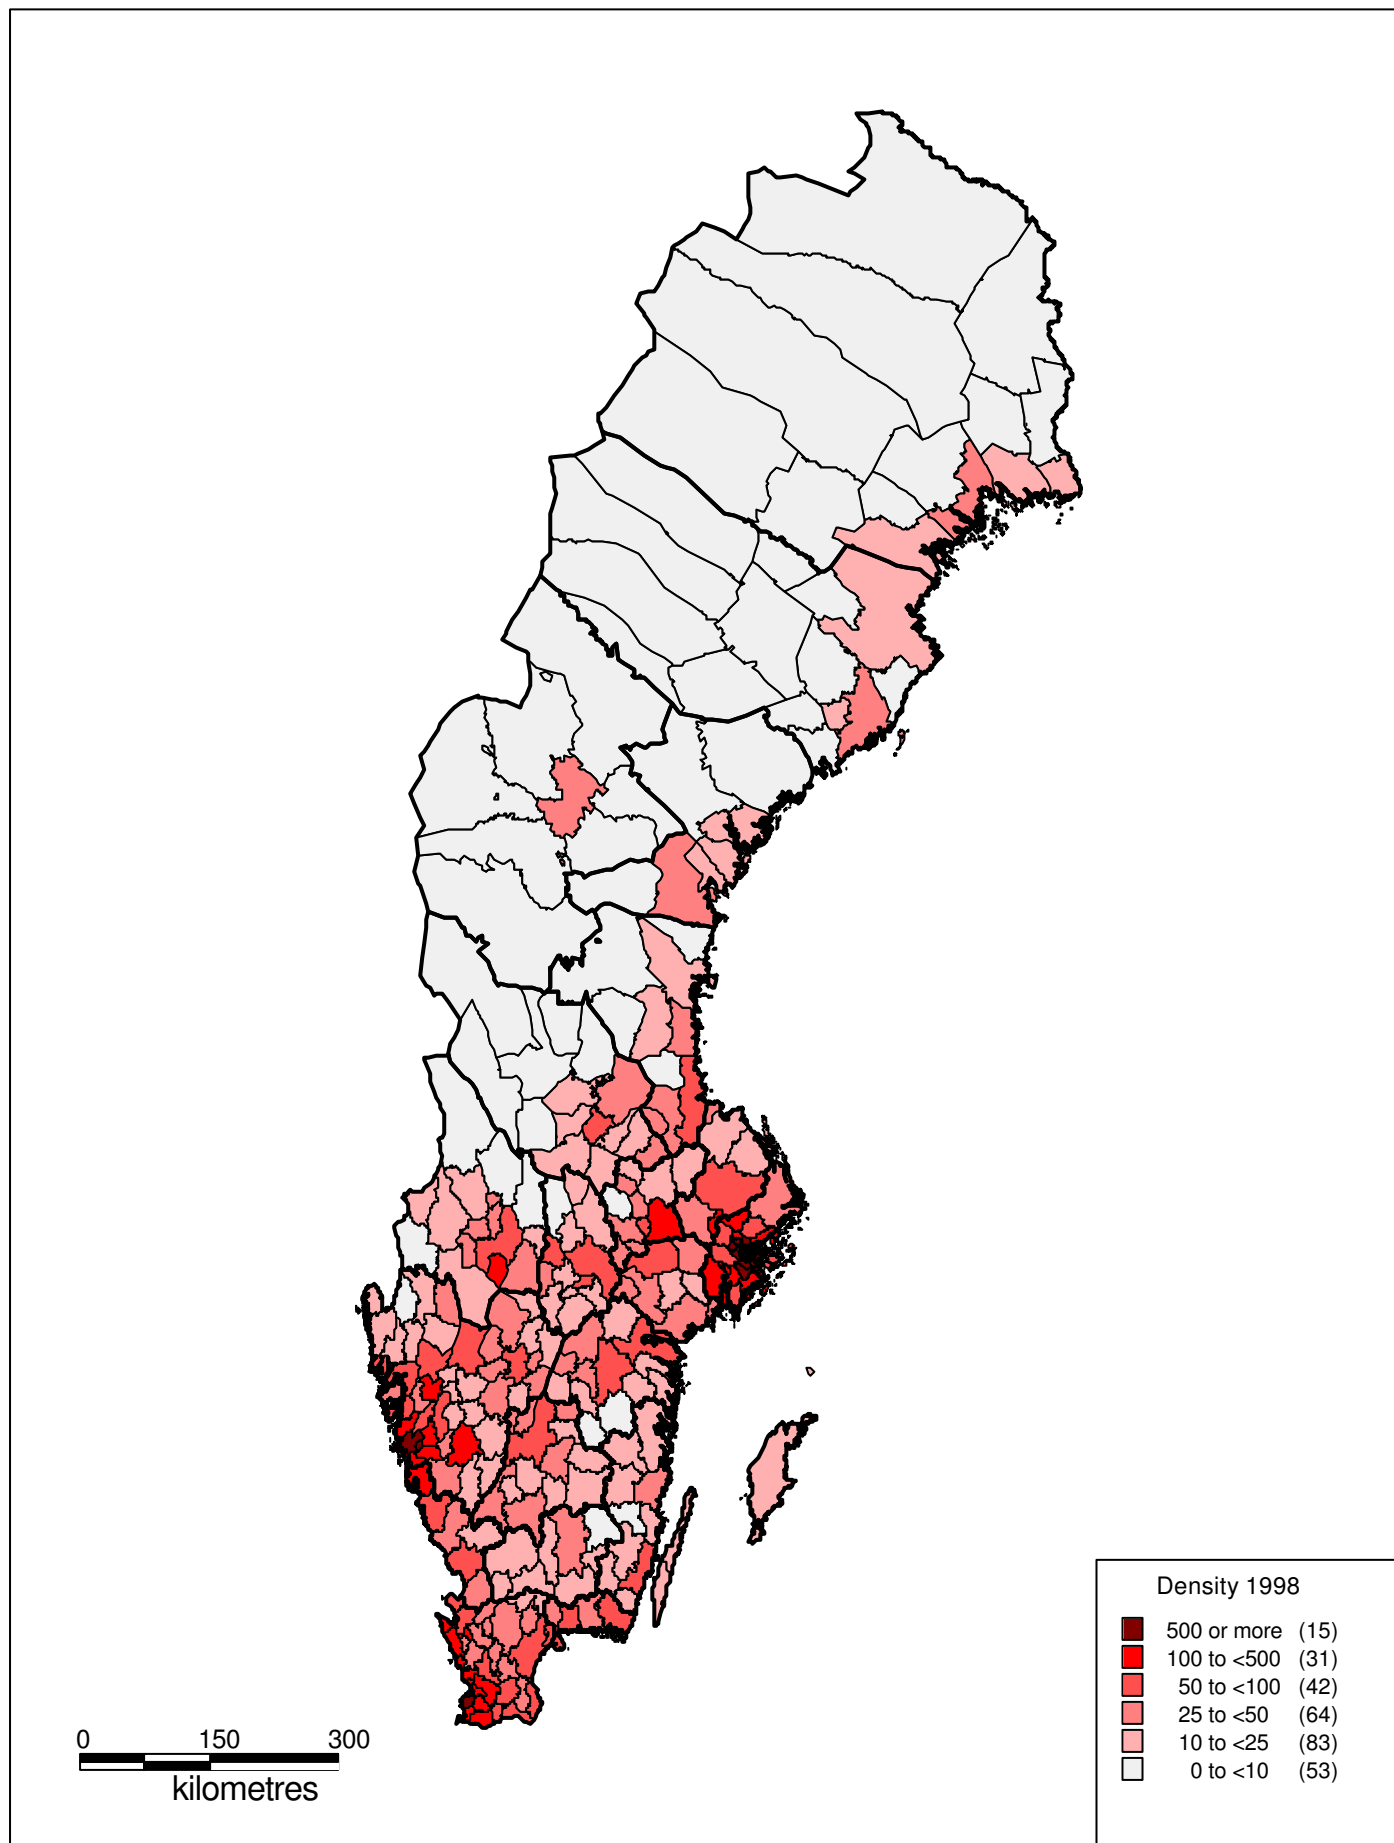 0 150 300
kilometres
Density 1998
500 or more (15)
100 to <500 (31)
50 to <100 (42)
25 to <50 (64)
10 to <25 (83)
0 to <10 (53)